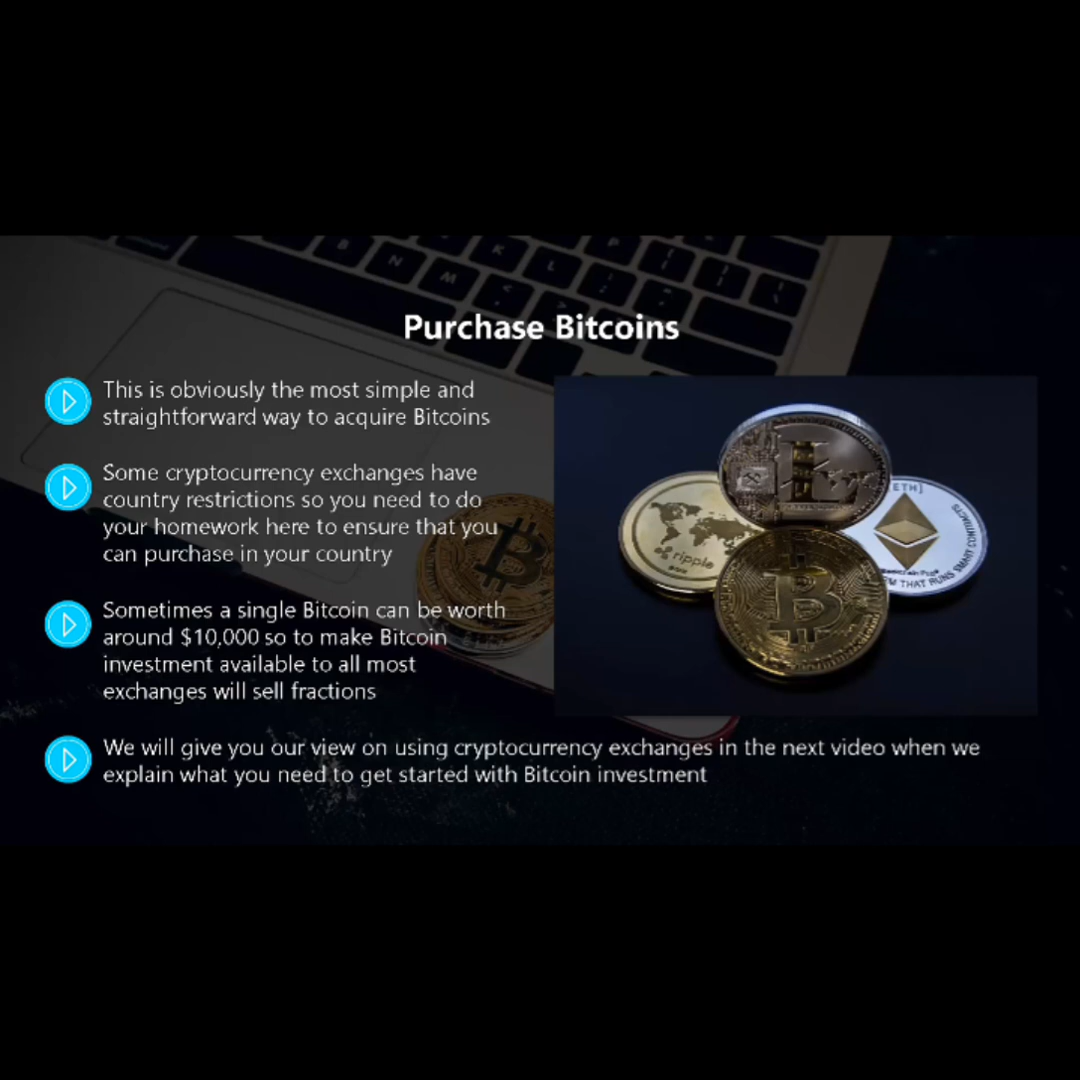 Purchase Bitcoins
This is obviously the most simple and
straightforward way to acquire Bitcoins
Some cryptocurrency exchanges have
country restrictions so you need to do
your homework here to ensure that you
can purchase in your country
Sometimes a single Bitcoin can be worth
around $10,000 so to make Bitcoin
investment available to all most
exchanges will sell fractions
We will give you our view on using cryptocurrency exchanges in the next video when we
explain what you need to get started with Bitcoin investment
ripple
ETH]
M THAT RUNS SMART CONTRACTS
B
N
M
K
L
P